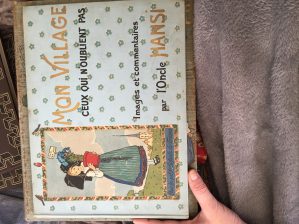 MON VILLAGE
CEUX QUI N'OUBLIENT PAS
Images et commentaires
par l'Oncle HANSI